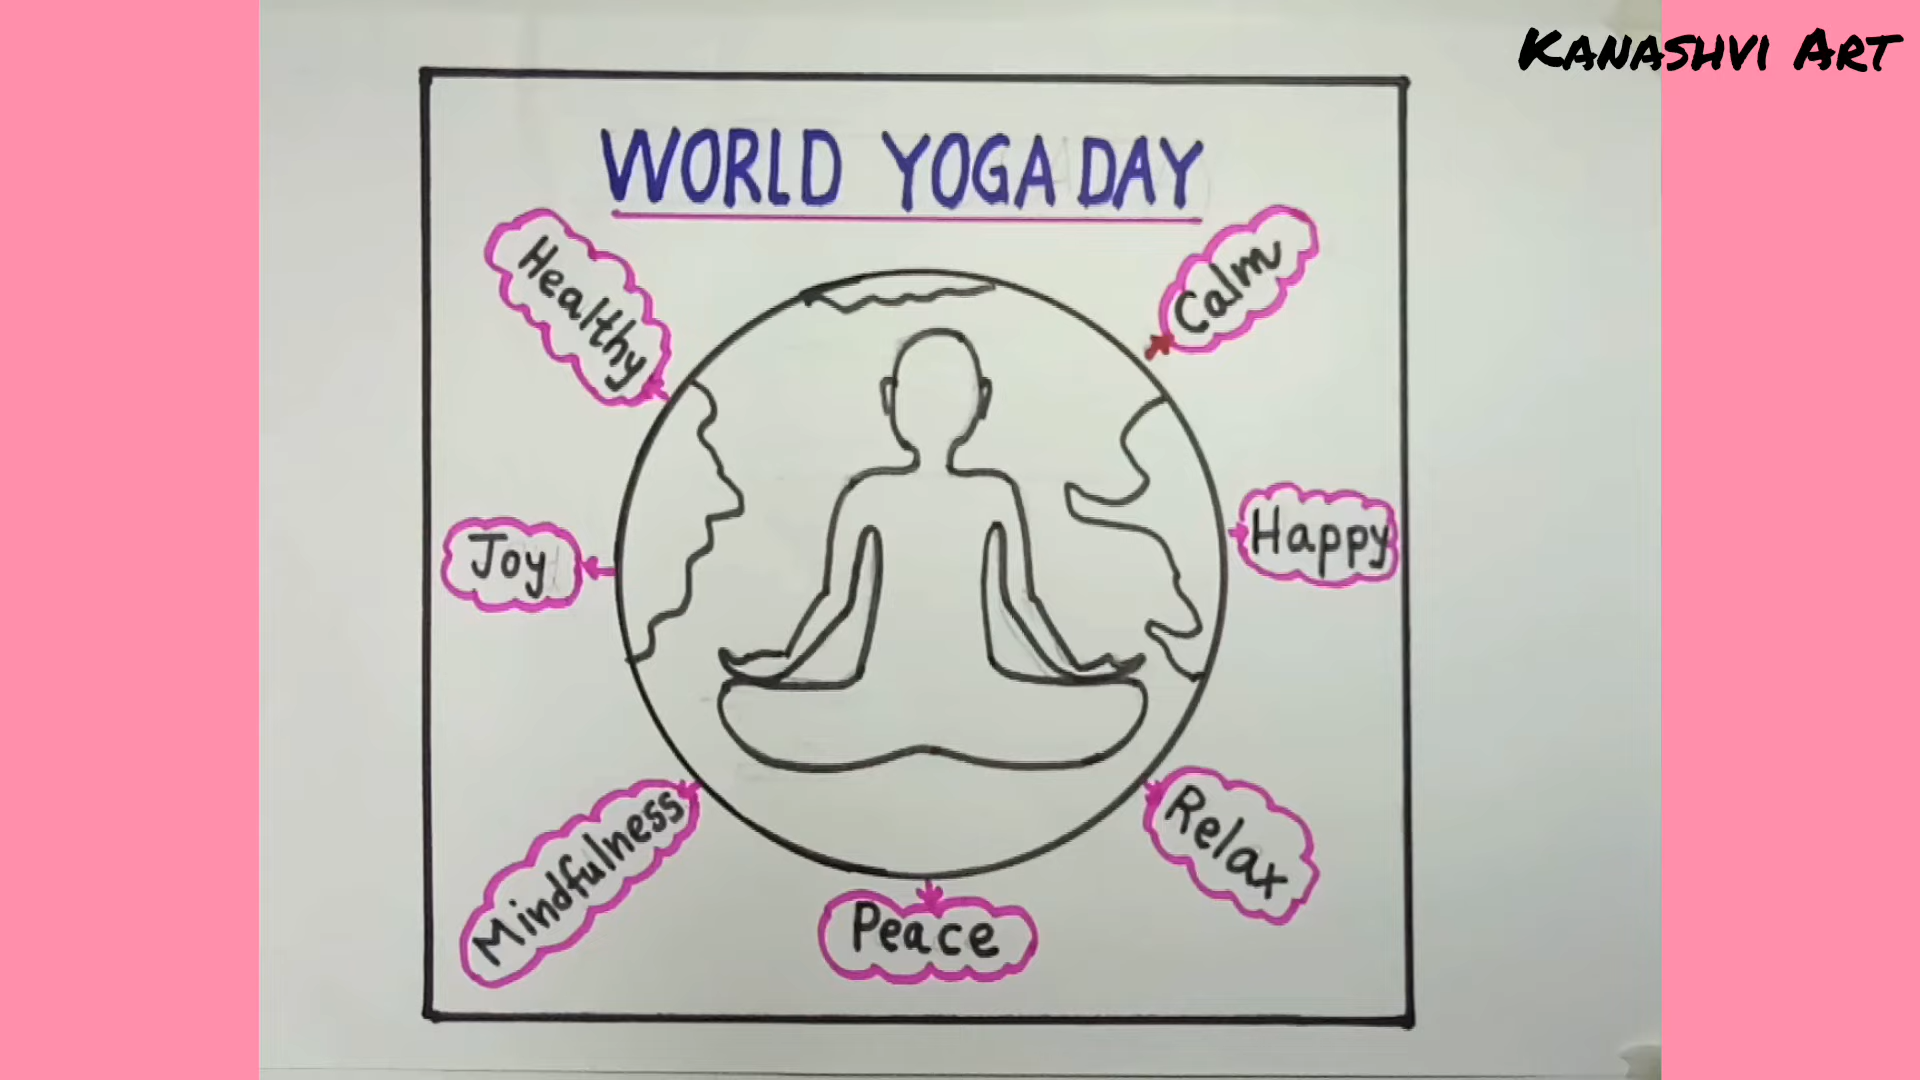 Kanashvi Art
WORLD YOGA DAY
Healthy
Calm
Joy
Happy
Mindfulness
Relax
Peace